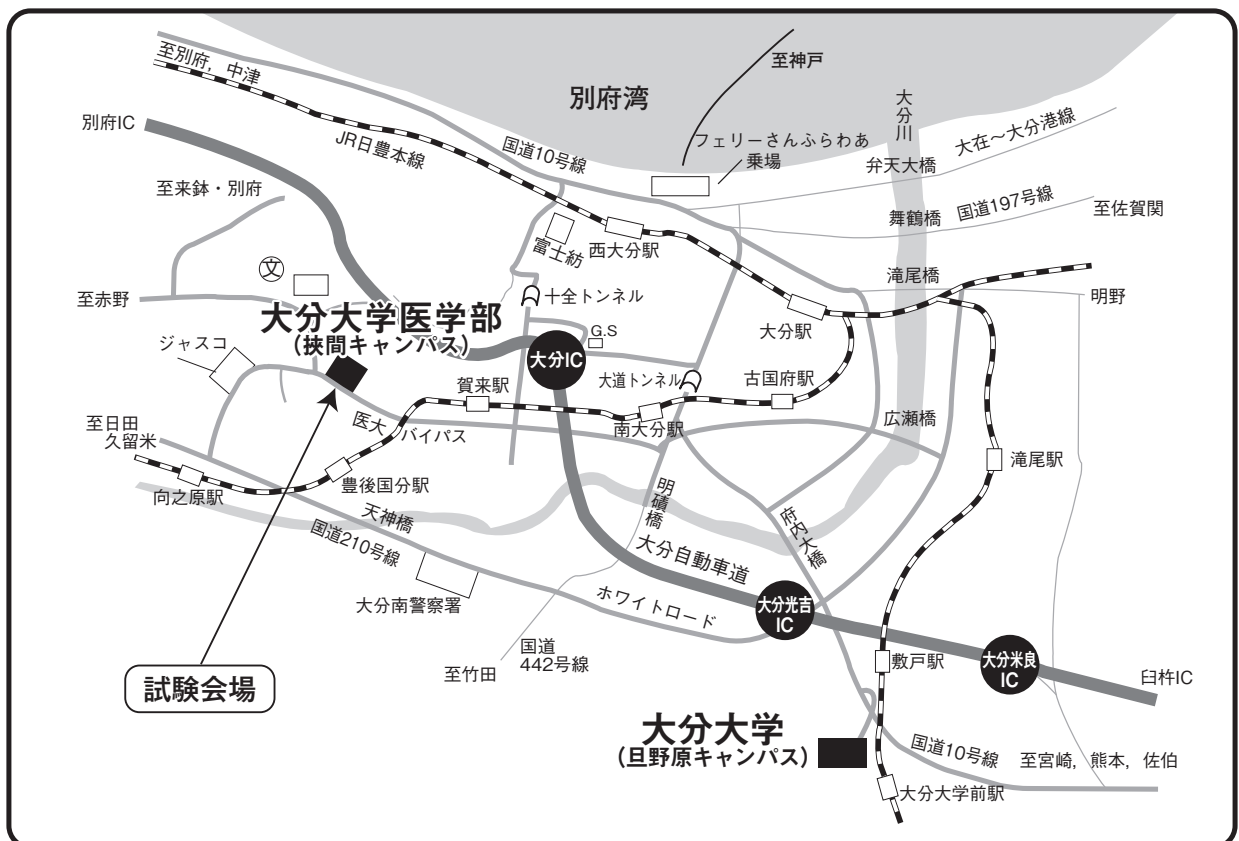 至別府，中津
至神戸
別府湾
大分川
別府IC
JR日豊本線
国道10号線
フェリーさんふらわあ
乗場
大在～大分港線
弁天大橋
至来鉢・別府
舞鶴橋
国道197号線
至佐賀関
富士紡
西大分駅
文
滝尾橋
至赤野
十全トンネル
明野
大分大学医学部
（挾間キャンパス）
G.S
大分駅
ジャスコ
大分IC
大道トンネル
古国府駅
賀来駅
至日田
久留米
医大 バイパス
南大分駅
広瀬橋
滝尾駅
向之原駅
豊後国分駅
天神橋
明磧橋
府内大橋
国道210号線
大分自動車道
大分南警察署
ホワイトロード
大分光吉
IC
国道
442号線
至竹田
敷戸駅
大分米良
IC
臼杵IC
試験会場
大分大学
（旦野原キャンパス）
国道10号線
至宮崎，熊本，佐伯
大分大学前駅